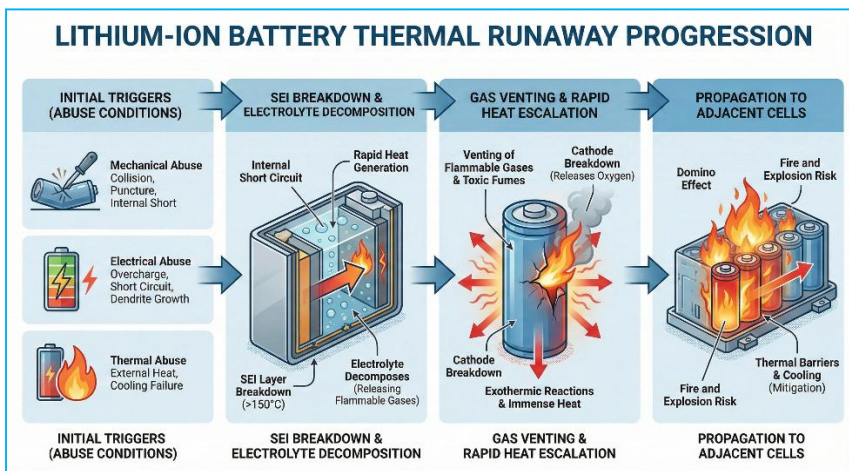 LITHIUM-ION BATTERY THERMAL RUNAWAY PROGRESSION
INITIAL TRIGGERS
(ABUSE CONDITIONS)
Mechanical Abuse
Collision,
Puncture,
Internal Short
Electrical Abuse
Overcharge,
Short Circuit,
Dendrite Growth
Thermal Abuse
External Heat,
Cooling Failure
INITIAL TRIGGERS
(ABUSE CONDITIONS)
SEI BREAKDOWN &
ELECTROLYTE DECOMPOSITION
Internal
Short Circuit
Rapid Heat
Generation
SEI Layer
Breakdown
(>150°C)
Electrolyte
Decomposes
(Releasing
Flammable Gases)
SEI BREAKDOWN &
ELECTROLYTE DECOMPOSITION
GAS VENTING & RAPID
HEAT ESCALATION
Venting of
Flammable Gases
& Toxic Fumes
Cathode
Breakdown
(Releases Oxygen)
Cathode
Breakdown
Exothermic Reactions
& Immense Heat
GAS VENTING &
RAPID HEAT ESCALATION
PROPAGATION TO
ADJACENT CELLS
Domino
Effect
Fire and
Explosion Risk
Fire and
Explosion Risk
Thermal Barriers
& Cooling
(Mitigation)
PROPAGATION TO
ADJACENT CELLS